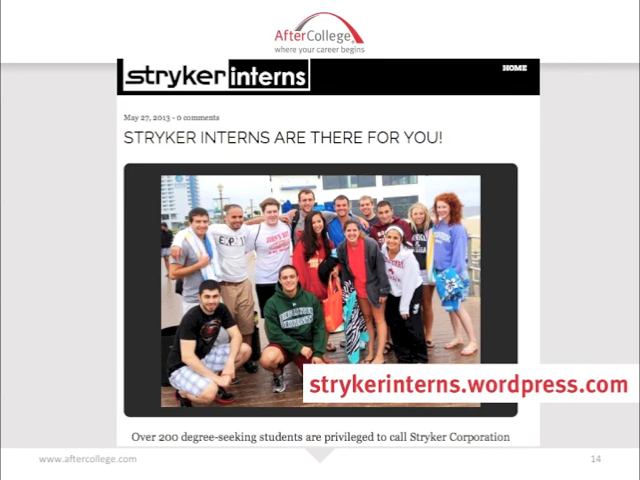 AfterCollege
where your career begins
stryker interns
HOME
May 27, 2013 - 0 comments
STRYKER INTERNS ARE THERE FOR YOU!
strykerinterns.wordpress.com
Over 200 degree-seeking students are privileged to call Stryker Corporation
www.aftercollege.com
14